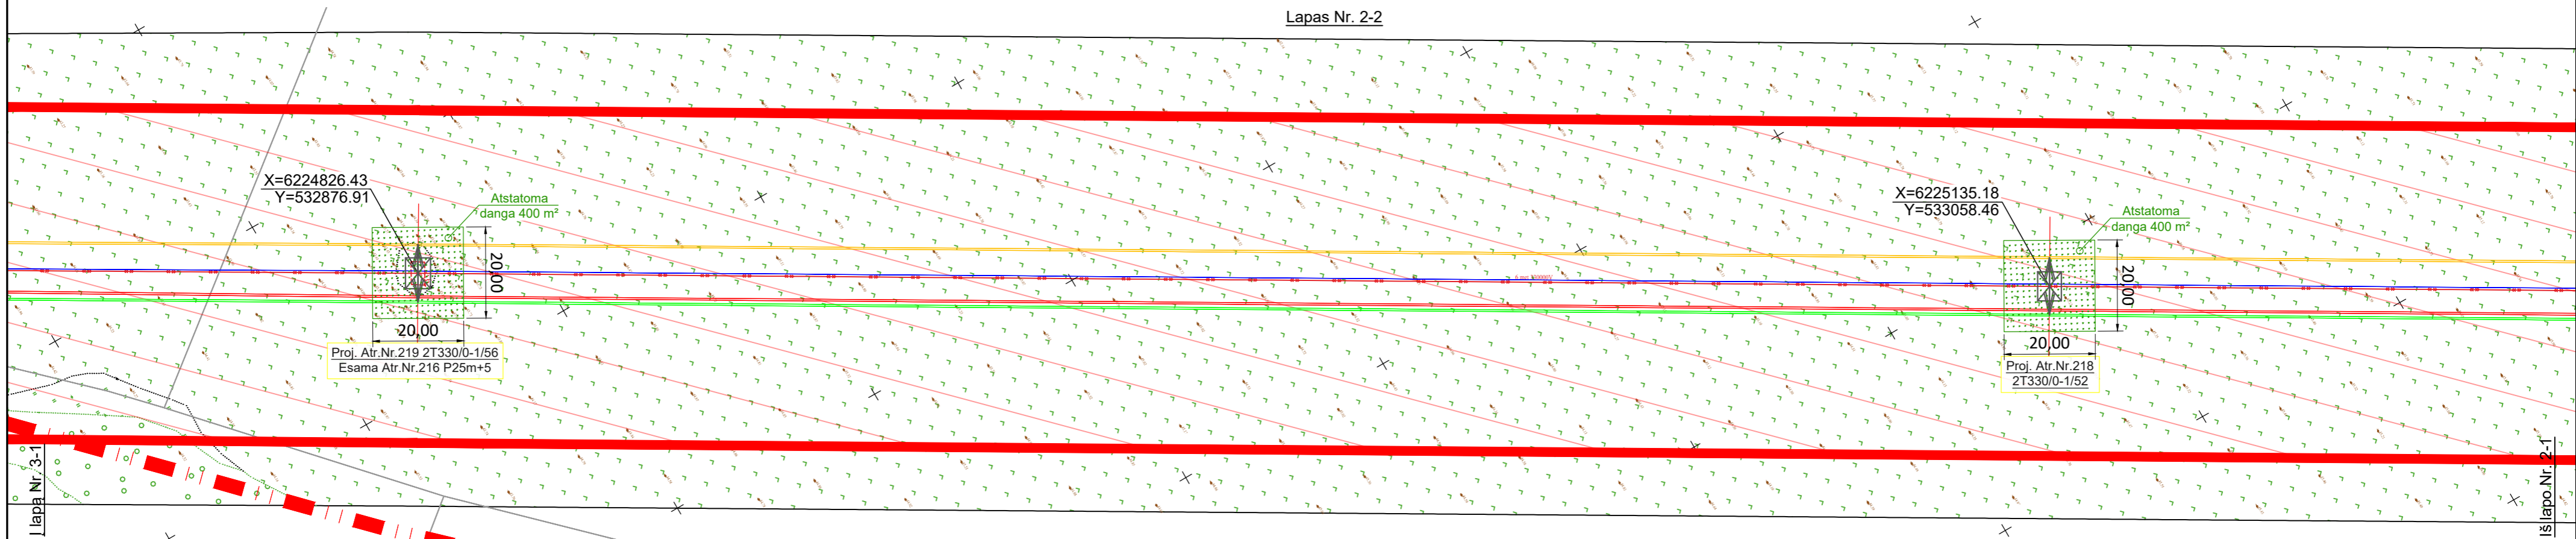 Lapas Nr. 2-2
X=6224826.43
Y=532876.91
Atstatoma
danga 400 m²
20,00
20,00
Proj. Atr.Nr.219 2T330/0-1/56
Esama Atr.Nr.216 P25m+5
X=6225135.18
Y=533058.46
Atstatoma
danga 400 m²
20,00
20,00
Proj. Atr.Nr.218
2T330/0-1/52
Į lapą Nr. 3-1
Iš lapo Nr. 2-1